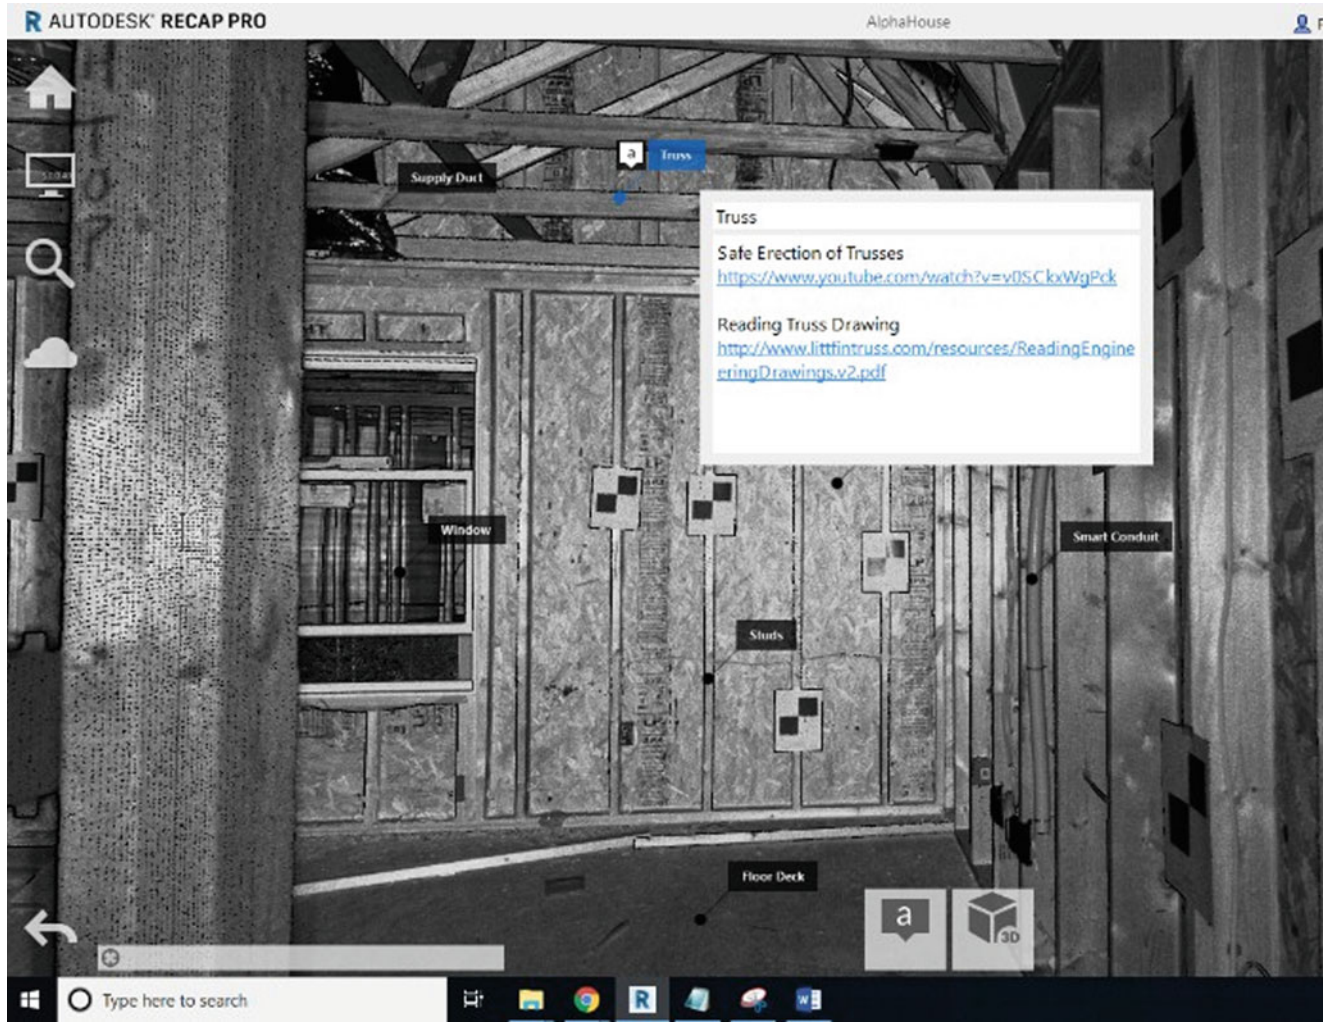 R AUTODESK® RECAP PRO
AlphaHouse
a
Truss
Supply Duct
Truss
Safe Erection of Trusses
https://www.youtube.com/watch?v=v0SCkxWgPck
Reading Truss Drawing
http://www.littfintruss.com/resources/ReadingEngine
eringDrawings.v2.pdf
Window
Smart Conduit
Studs
Floor Deck
a
3D
Type here to search
R
W